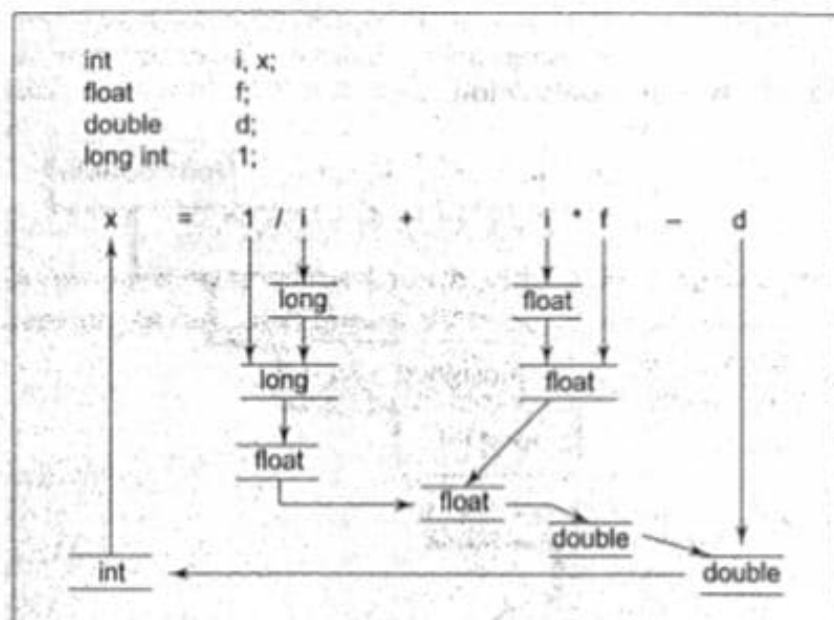 int i, x;
float f;
double d;
long int 1;
x = 1 / i + i * f – d
long float
long float
float
float
double
int double